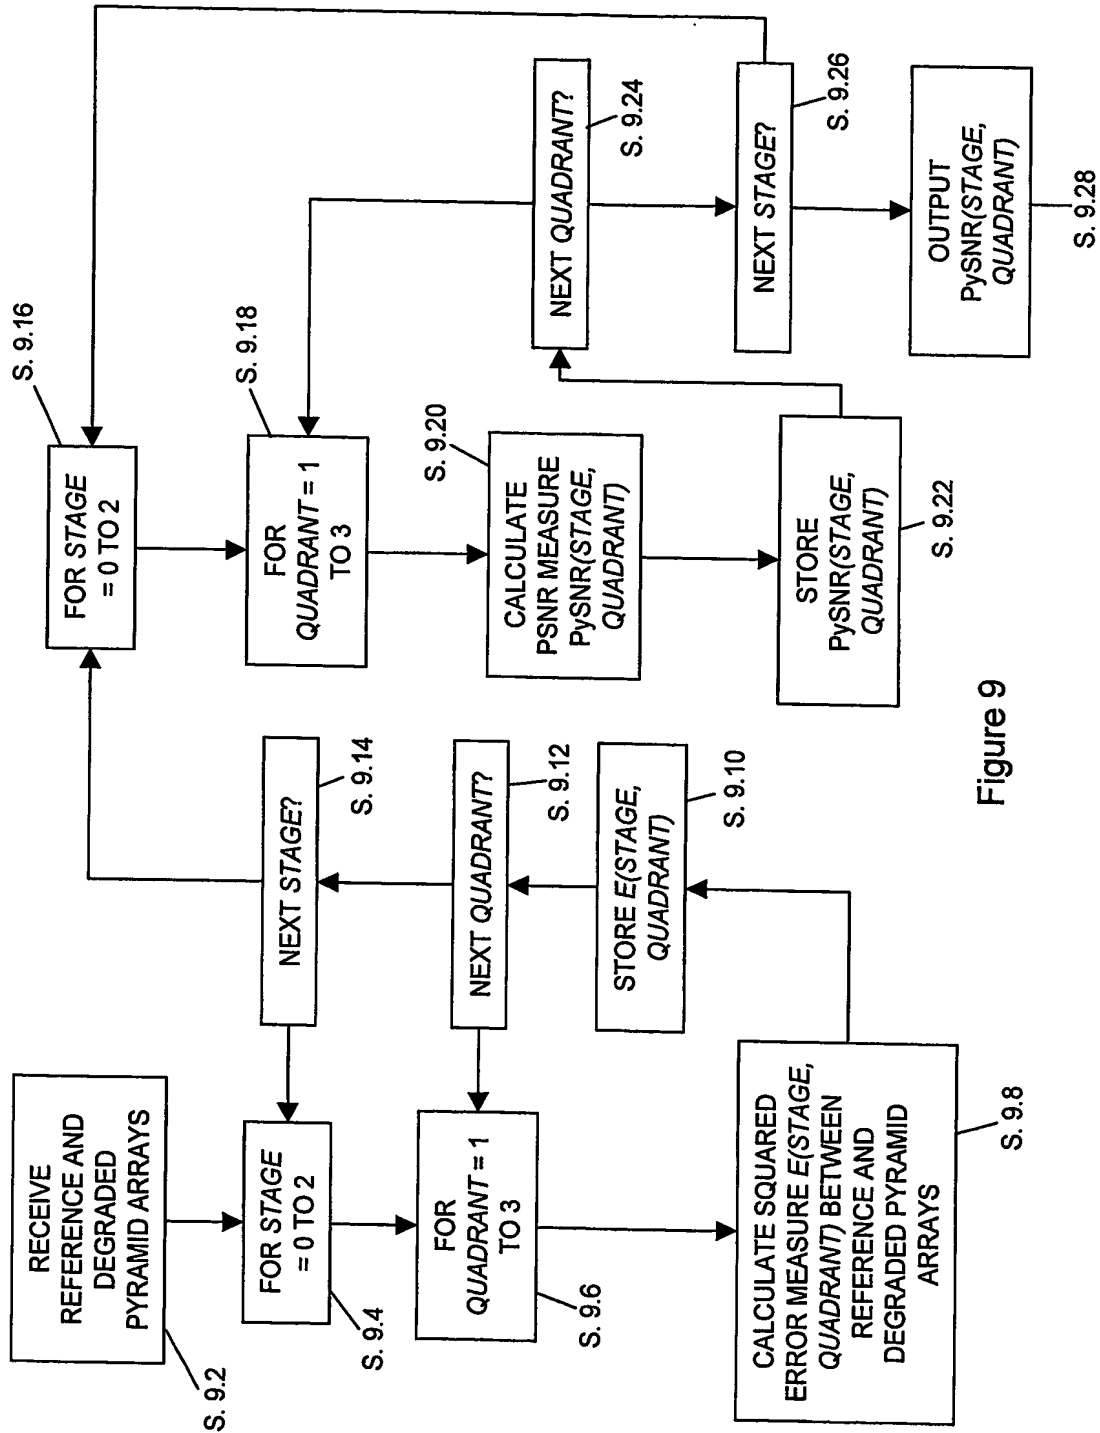 RECEIVE
REFERENCE AND
DEGRADED
PYRAMID ARRAYS
S. 9.2
FOR STAGE
= 0 TO 2
S. 9.4
FOR
QUADRANT = 1
TO 3
S. 9.6
CALCULATE SQUARED
ERROR MEASURE E(STAGE,
QUADRANT) BETWEEN
REFERENCE AND
DEGRADED PYRAMID
ARRAYS
S. 9.8
STORE E(STAGE,
QUADRANT)
S. 9.10
NEXT QUADRANT?
S. 9.12
NEXT STAGE?
S. 9.14
FOR STAGE
= 0 TO 2
S. 9.16
FOR
QUADRANT = 1
TO 3
S. 9.18
CALCULATE
PSNR MEASURE
PySNR(STAGE,
QUADRANT)
S. 9.20
STORE
PySNR(STAGE,
QUADRANT)
S. 9.22
NEXT QUADRANT?
S. 9.24
NEXT STAGE?
S. 9.26
OUTPUT
PySNR(STAGE,
QUADRANT)
S. 9.28
Figure 9